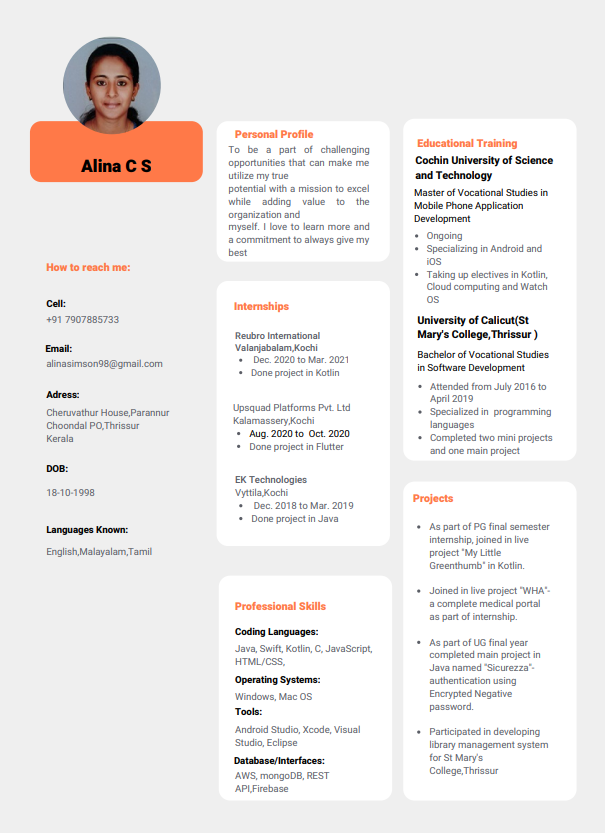 Alina C S
How to reach me:
Cell:
+91 7907885733
Email:
alinasimson98@gmail.com
Adress:
Cheruvathur House,Parannur
Choondal PO,Thrissur
Kerala
DOB:
18-10-1998
Languages Known:
English,Malayalam,Tamil
Personal Profile
To be a part of challenging
opportunities that can make me
utilize my true
potential with a mission to excel
while adding value to the
organization and
myself. I love to learn more and
a commitment to always give my
best
Internships
Reubro International
Valanjabalam,Kochi
• Dec. 2020 to Mar. 2021
• Done project in Kotlin
Upsquad Platforms Pvt. Ltd
Kalamassery,Kochi
• Aug. 2020 to Oct. 2020
• Done project in Flutter
EK Technologies
Vyttila,Kochi
• Dec. 2018 to Mar. 2019
• Done project in Java
Professional Skills
Coding Languages:
Java, Swift, Kotlin, C, JavaScript,
HTML/CSS,
Operating Systems:
Windows, Mac OS
Tools:
Android Studio, Xcode, Visual
Studio, Eclipse
Database/Interfaces:
AWS, mongoDB, REST
API,Firebase
Educational Training
Cochin University of Science
and Technology
Master of Vocational Studies in
Mobile Phone Application
Development
• Ongoing
• Specializing in Android and
iOS
• Taking up electives in Kotlin,
Cloud computing and Watch
OS
University of Calicut(St
Mary's College,Thrissur )
Bachelor of Vocational Studies
in Software Development
• Attended from July 2016 to
April 2019
• Specialized in programming
languages
• Completed two mini projects
and one main project
Projects
• As part of PG final semester
internship, joined in live
project "My Little
Greenthumb" in Kotlin.
• Joined in live project "WHA"-
a complete medical portal
as part of internship.
• As part of UG final year
completed main project in
Java named "Sicurezza"-
authentication using
Encrypted Negative
password.
• Participated in developing
library management system
for St Mary's
College,Thrissur